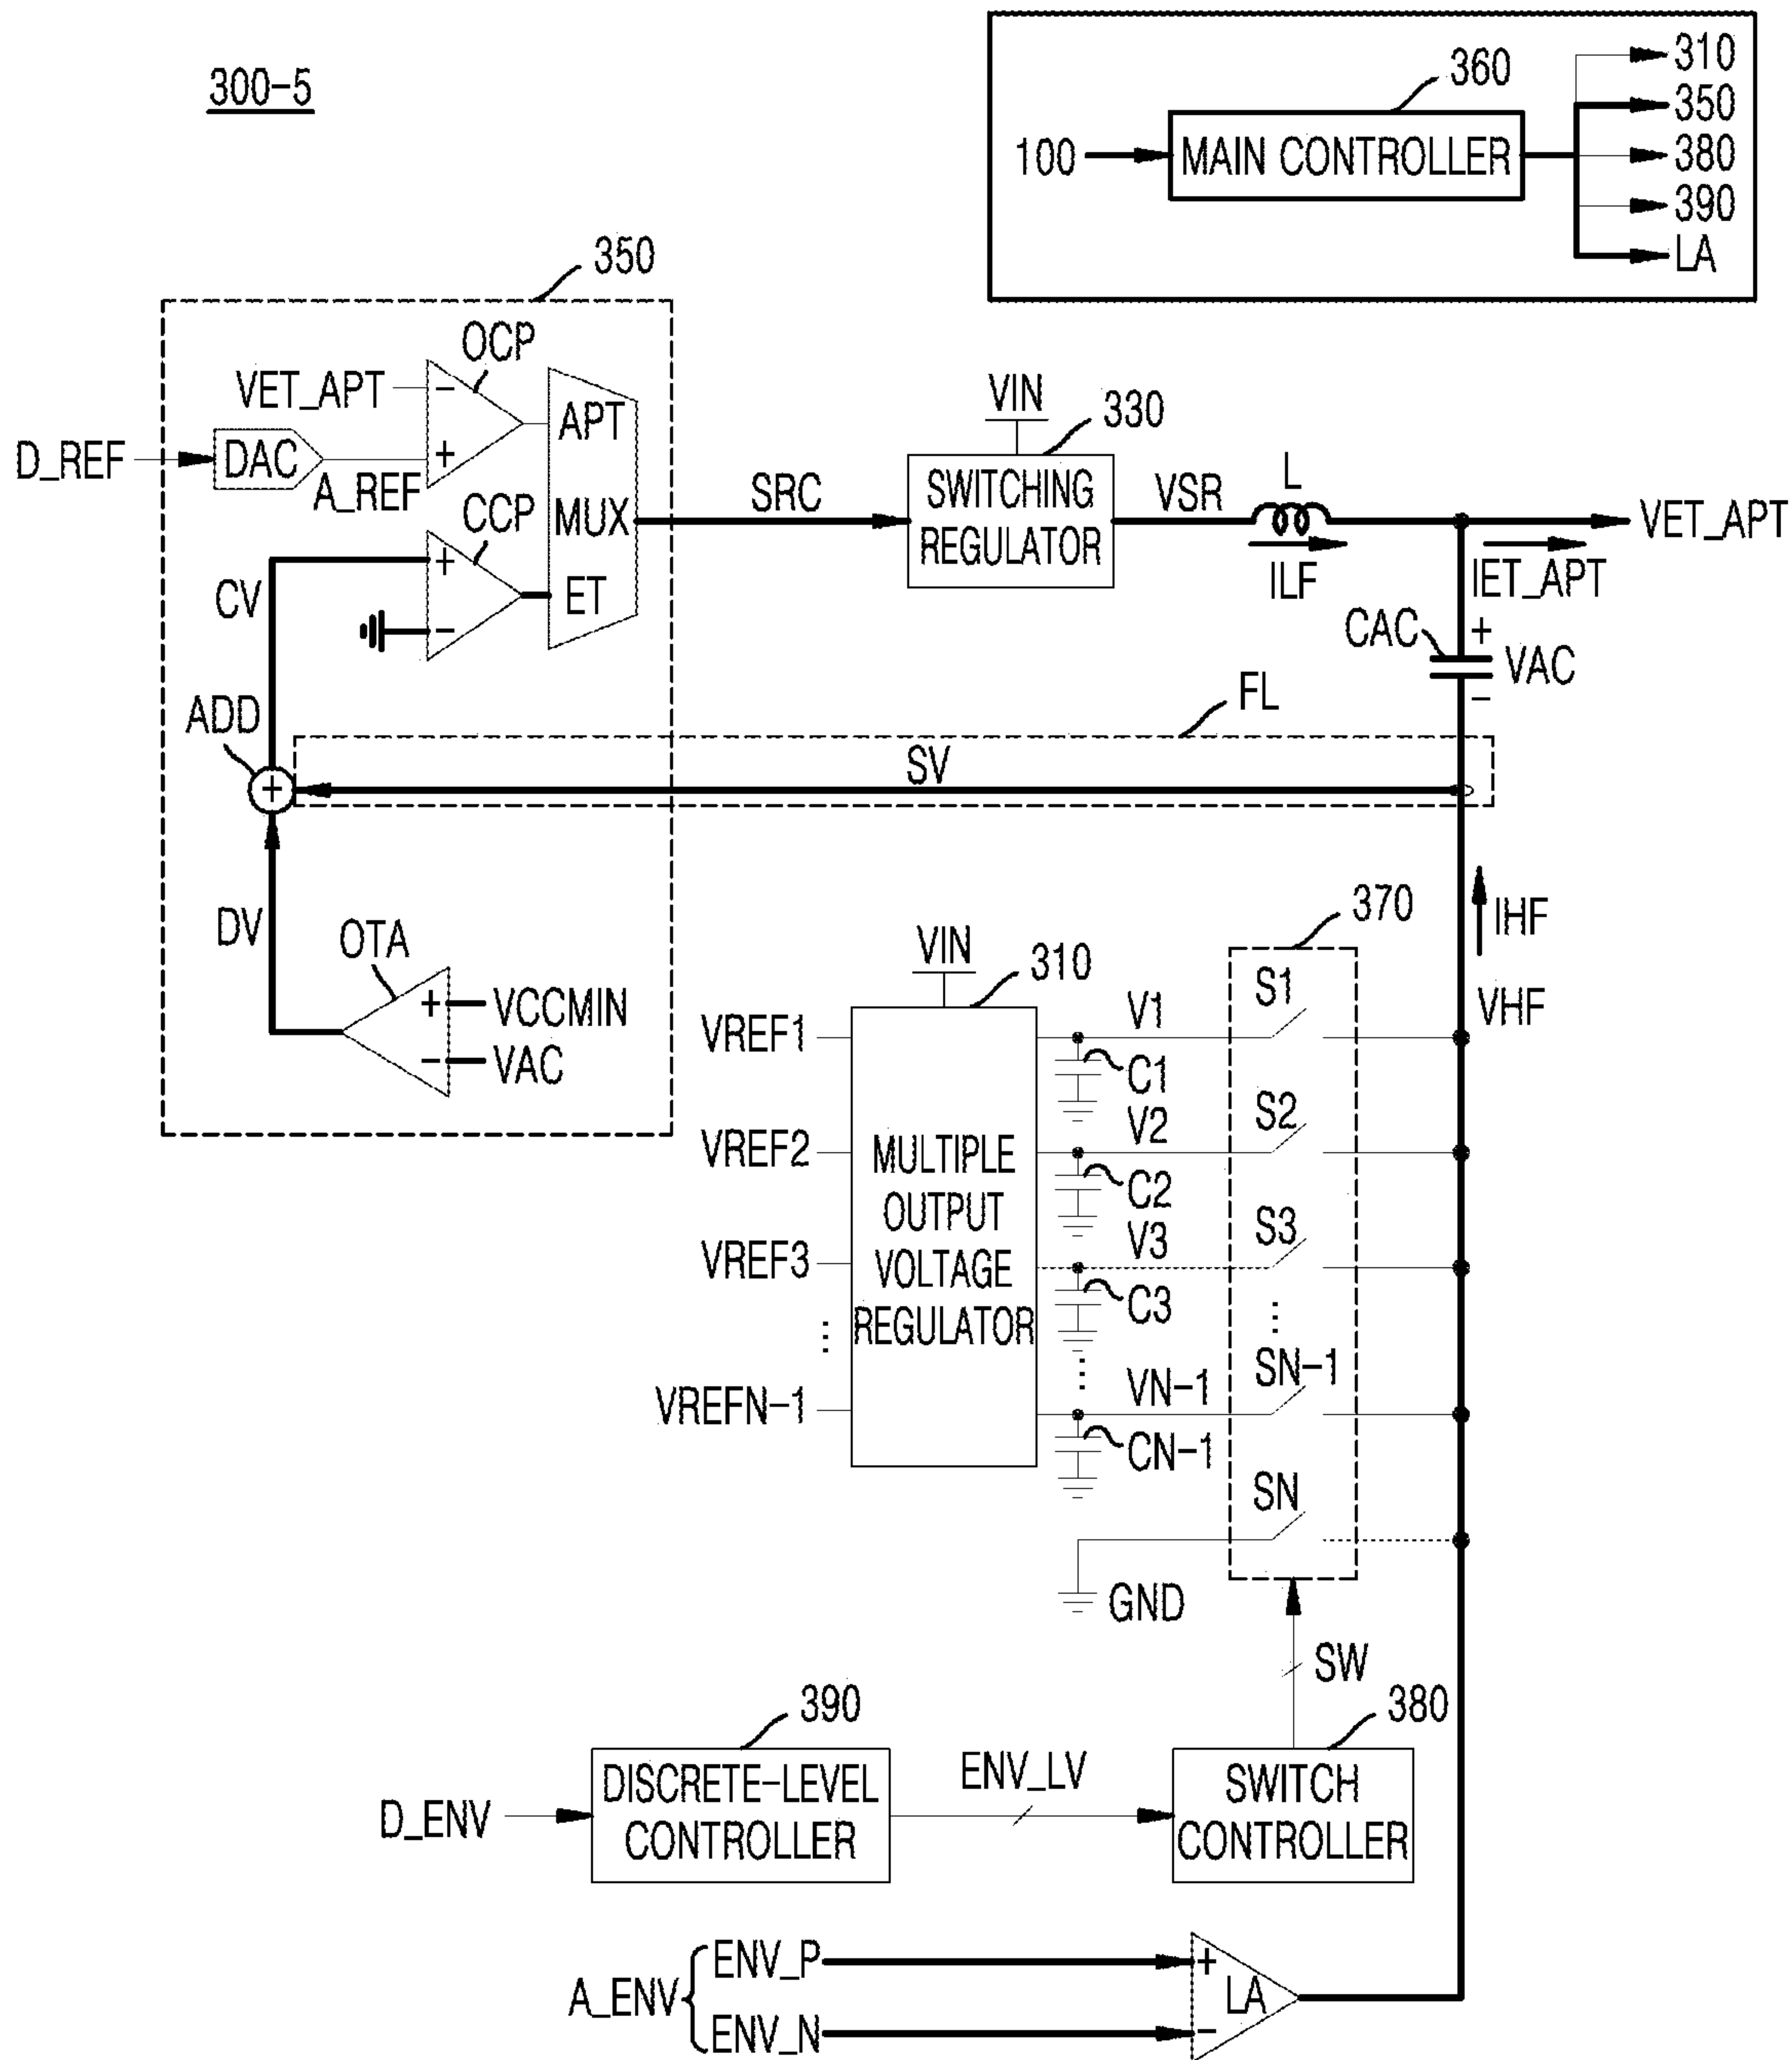 300-5
360
100
MAIN CONTROLLER
310
350
380
390
LA
350
OCP
VET_APT
−
+
APT
D_REF
DAC
A_REF
CCP
MUX
CV
+
−
ET
ADD
+
DV
OTA
+
VCCMIN
−
VAC
SRC
VIN
330
SWITCHING
REGULATOR
VSR
L
ILF
VET_APT
IET_APT
CAC
+
VAC
−
FL
SV
IHF
VHF
370
VIN
310
VREF1
VREF2
VREF3
⋮
VREFN-1
MULTIPLE
OUTPUT
VOLTAGE
REGULATOR
V1
S1
C1
V2
S2
C2
V3
S3
C3
⋮
⋮
VN-1
SN-1
CN-1
SN
GND
SW
390
DISCRETE-LEVEL
CONTROLLER
D_ENV
ENV_LV
380
SWITCH
CONTROLLER
A_ENV
ENV_P
ENV_N
+
LA
−